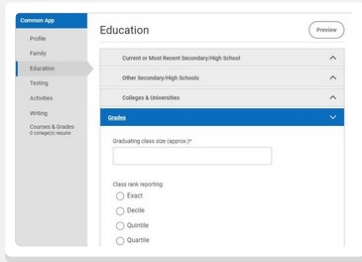 Common App
Profile
Family
Education
Testing
Activities
Writing
Courses & Grades
0 college(s) require
Education
Preview
Current or Most Recent Secondary/High School
Other Secondary/High Schools
Colleges & Universities
Grades
Graduating class size (approx.)*
Class rank reporting
Exact
Decile
Quintile
Quartile